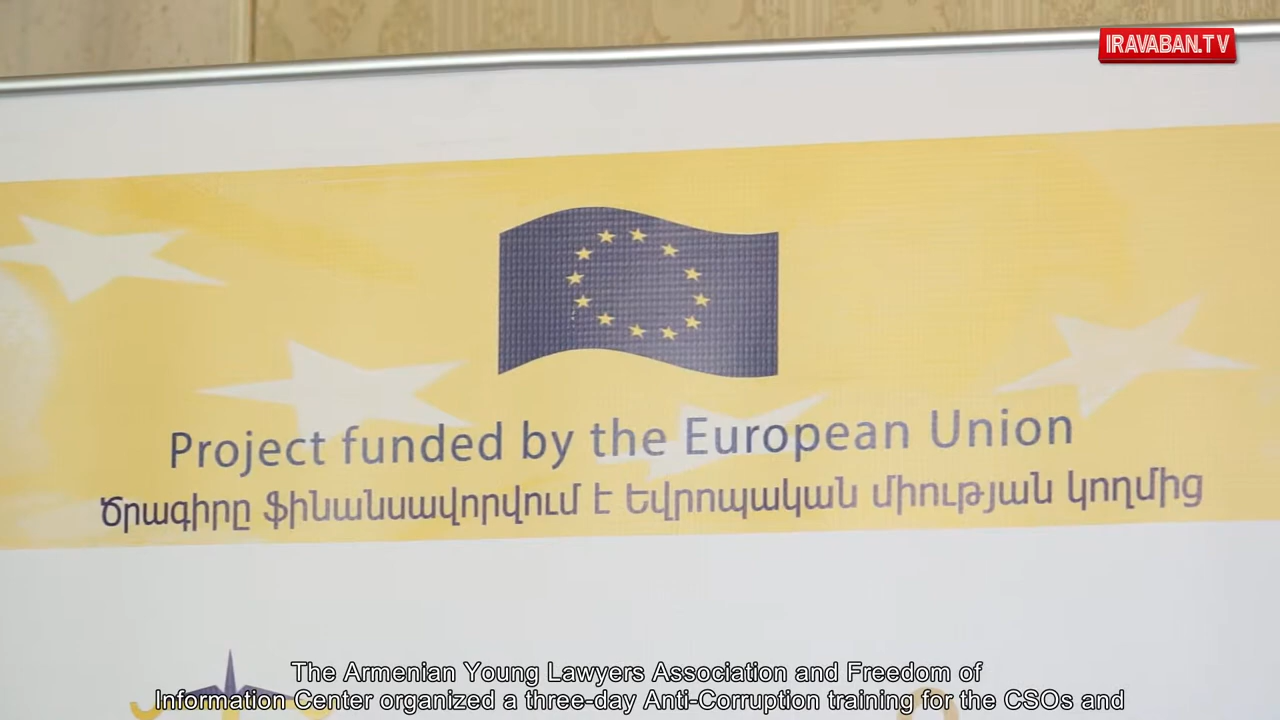 IRAVABAN.TV
Project funded by the European Union
Ծրագիրը ֆինանսավորվում է Եվրոպական միության կողմից
The Armenian Young Lawyers Association and Freedom of
Information Center organized a three-day Anti-Corruption training for the CSOs and